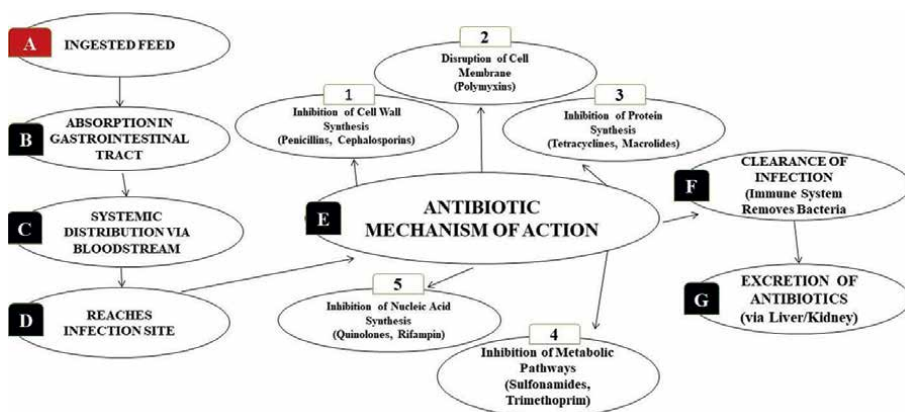 A
INGESTED FEED
B
ABSORPTION IN
GASTROINTESTINAL
TRACT
C
SYSTEMIC
DISTRIBUTION VIA
BLOODSTREAM
D
REACHES
INFECTION SITE
E
ANTIBIOTIC
MECHANISM OF ACTION
1
Inhibition of Cell Wall
Synthesis
(Penicillins, Cephalosporins)
2
Disruption of Cell
Membrane
(Polymyxins)
3
Inhibition of Protein
Synthesis
(Tetracyclines, Macrolides)
4
Inhibition of Metabolic
Pathways
(Sulfonamides,
Trimethoprim)
5
Inhibition of Nucleic Acid
Synthesis
(Quinolones, Rifampin)
F
CLEARANCE OF
INFECTION
(Immune System
Removes Bacteria
G
EXCRETION OF
ANTIBIOTICS
(via Liver/Kidney)